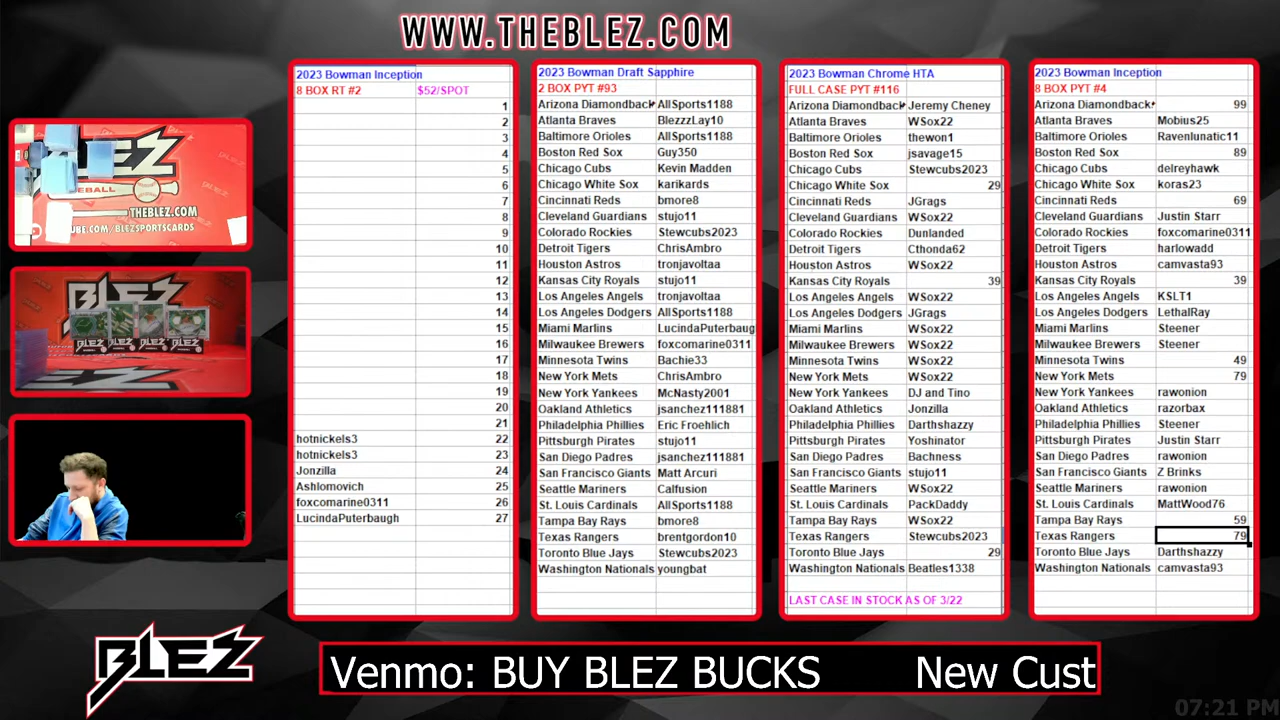 WWW.THEBLEZ.COM
BLEZ
BASEBALL
THEBLEZ.COM
UBE.COM/BLEZSPORTSCARDS
BLEZ
2023 Bowman Inception
8 BOX RT #2 $52/SPOT
1
2
3
4
5
6
7
8
9
10
11
12
13
14
15
16
17
18
19
20
21
hotnickels3 22
hotnickels3 23
Jonzilla 24
Ashlomovich 25
foxcomarine0311 26
LucindaPuterbaugh 27
2023 Bowman Draft Sapphire
2 BOX PYT #93
Arizona Diamondback AllSports1188
Atlanta Braves BlezzzLay10
Baltimore Orioles AllSports1188
Boston Red Sox Guy350
Chicago Cubs Kevin Madden
Chicago White Sox karikards
Cincinnati Reds bmore8
Cleveland Guardians stujo11
Colorado Rockies Stewcubs2023
Detroit Tigers ChrisAmbro
Houston Astros tronjavoltaa
Kansas City Royals stujo11
Los Angeles Angels tronjavoltaa
Los Angeles Dodgers AllSports1188
Miami Marlins LucindaPuterbaug
Milwaukee Brewers foxcomarine0311
Minnesota Twins Bachie33
New York Mets ChrisAmbro
New York Yankees McNasty2001
Oakland Athletics jsanchez111881
Philadelphia Phillies Eric Froehlich
Pittsburgh Pirates stujo11
San Diego Padres jsanchez111881
San Francisco Giants Matt Arcuri
Seattle Mariners Calfusion
St. Louis Cardinals AllSports1188
Tampa Bay Rays bmore8
Texas Rangers brentgordon10
Toronto Blue Jays Stewcubs2023
Washington Nationals youngbat
2023 Bowman Chrome HTA
FULL CASE PYT #116
Arizona Diamondback Jeremy Cheney
Atlanta Braves WSox22
Baltimore Orioles thewon1
Boston Red Sox jsavage15
Chicago Cubs Stewcubs2023
Chicago White Sox 29
Cincinnati Reds JGrags
Cleveland Guardians WSox22
Colorado Rockies Dunlanded
Detroit Tigers Cthonda62
Houston Astros WSox22
Kansas City Royals 39
Los Angeles Angels WSox22
Los Angeles Dodgers JGrags
Miami Marlins WSox22
Milwaukee Brewers WSox22
Minnesota Twins WSox22
New York Mets WSox22
New York Yankees DJ and Tino
Oakland Athletics Jonzilla
Philadelphia Phillies Darthshazzy
Pittsburgh Pirates Yoshinator
San Diego Padres Bachness
San Francisco Giants stujo11
Seattle Mariners WSox22
St. Louis Cardinals PackDaddy
Tampa Bay Rays WSox22
Texas Rangers Stewcubs2023
Toronto Blue Jays 29
Washington Nationals Beatles1338
LAST CASE IN STOCK AS OF 3/22
2023 Bowman Inception
8 BOX PYT #4
Arizona Diamondback 99
Atlanta Braves Mobius25
Baltimore Orioles Ravenlunatic11
Boston Red Sox 89
Chicago Cubs delreyhawk
Chicago White Sox koras23
Cincinnati Reds 69
Cleveland Guardians Justin Starr
Colorado Rockies foxcomarine0311
Detroit Tigers harlowadd
Houston Astros camvasta93
Kansas City Royals 39
Los Angeles Angels KSLT1
Los Angeles Dodgers LethalRay
Miami Marlins Steener
Milwaukee Brewers Steener
Minnesota Twins 49
New York Mets 79
New York Yankees rawonion
Oakland Athletics razorbax
Philadelphia Phillies Steener
Pittsburgh Pirates Justin Starr
San Diego Padres rawonion
San Francisco Giants Z Brinks
Seattle Mariners rawonion
St. Louis Cardinals MattWood76
Tampa Bay Rays 59
Texas Rangers 79
Toronto Blue Jays Darthshazzy
Washington Nationals camvasta93
BLEZ
Venmo: BUY BLEZ BUCKS New Cust
07:21 PM